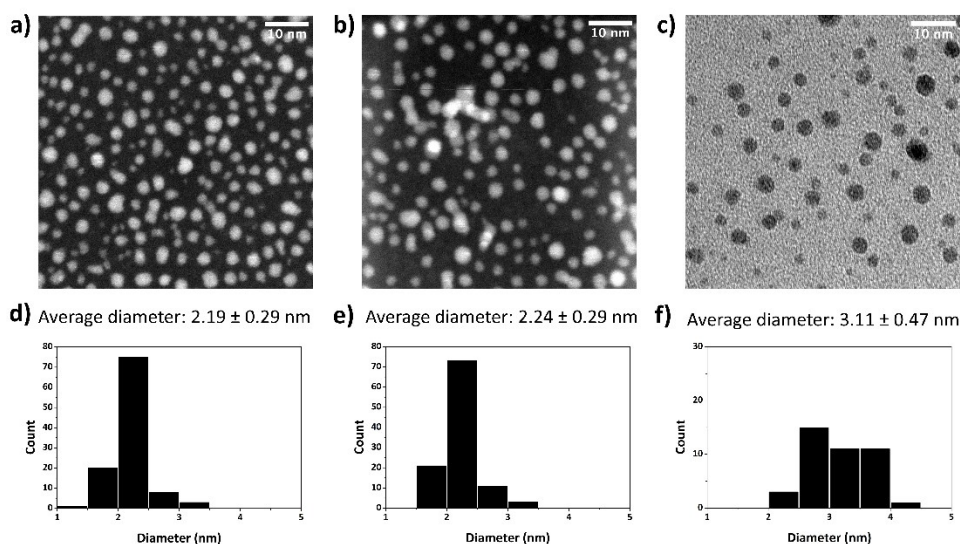 a)
10 nm
b)
10 nm
c)
10 nm
d) Average diameter: 2.19 ± 0.29 nm
80
70
60
50
40
30
20
10
0
Count
1 2 3 4 5
Diameter (nm)
e) Average diameter: 2.24 ± 0.29 nm
80
70
60
50
40
30
20
10
0
Count
1 2 3 4 5
Diameter (nm)
f) Average diameter: 3.11 ± 0.47 nm
30
20
10
0
Count
1 2 3 4 5
Diameter (nm)